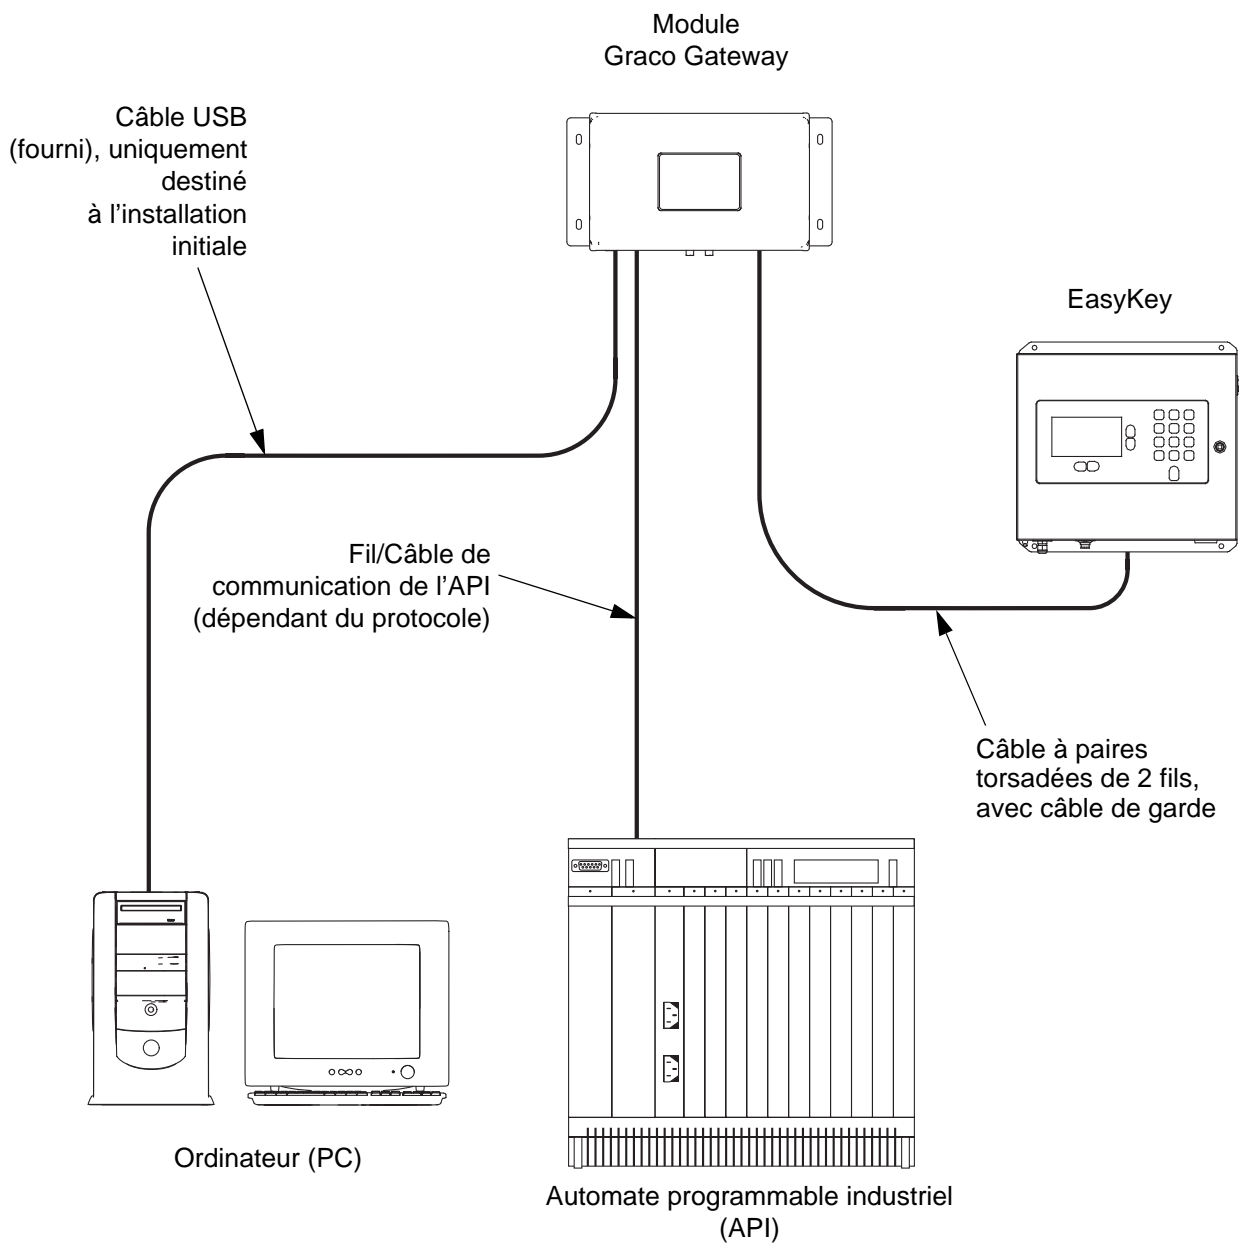 Module
Graco Gateway
Câble USB
(fourni), uniquement
destiné
à l’installation
initiale
EasyKey
Fil/Câble de
communication de l’API
(dépendant du protocole)
Câble à paires
torsadées de 2 fils,
avec câble de garde
Ordinateur (PC)
Automate programmable industriel
(API)